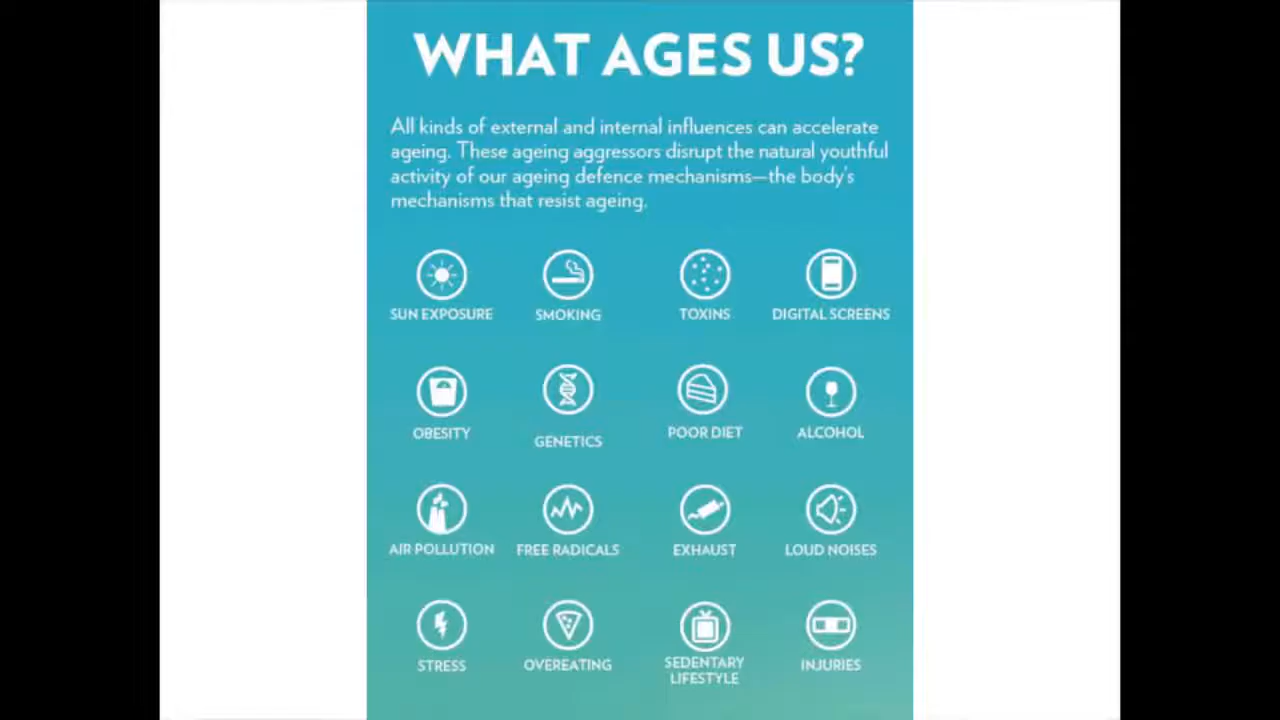 WHAT AGES US?
All kinds of external and internal influences can accelerate
ageing. These ageing aggressors disrupt the natural youthful
activity of our ageing defence mechanisms—the body's
mechanisms that resist ageing.
SUN EXPOSURE
SMOKING
TOXINS
DIGITAL SCREENS
OBESITY
GENETICS
POOR DIET
ALCOHOL
AIR POLLUTION
FREE RADICALS
EXHAUST
LOUD NOISES
STRESS
OVEREATING
SEDENTARY
LIFESTYLE
INJURIES